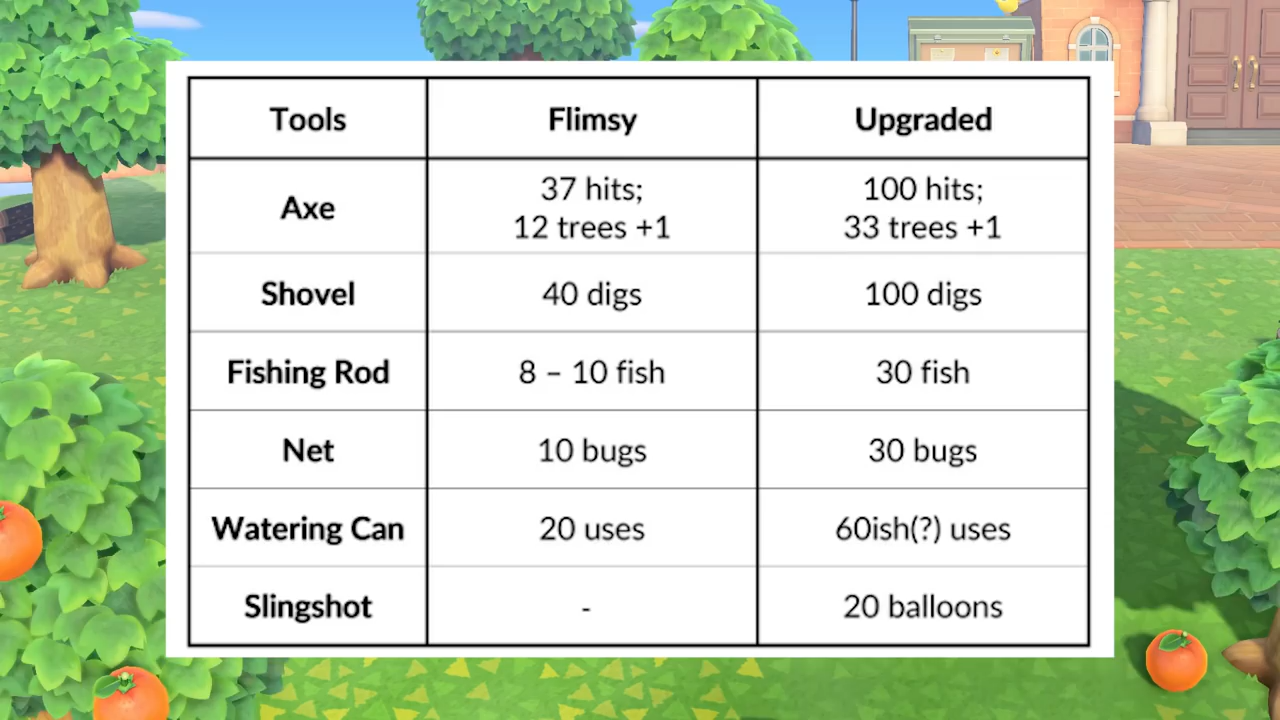 Tools
Flimsy
Upgraded
Axe
37 hits;
12 trees +1
100 hits;
33 trees +1
Shovel
40 digs
100 digs
Fishing Rod
8 – 10 fish
30 fish
Net
10 bugs
30 bugs
Watering Can
20 uses
60ish(?) uses
Slingshot
-
20 balloons